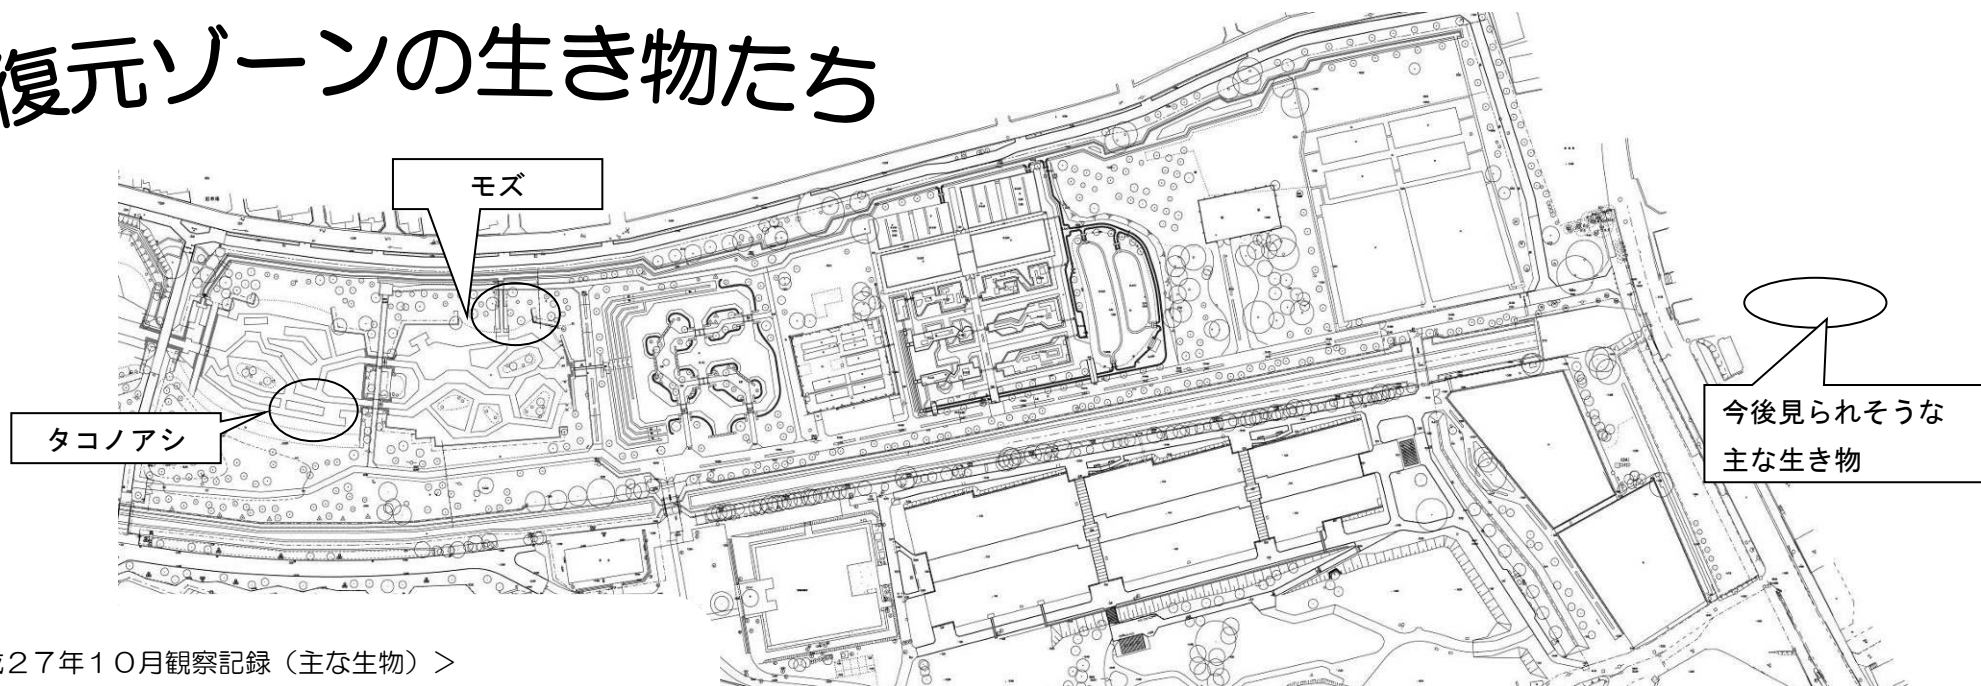 復元ゾーンの生き物たち
モズ
タコノアシ
今後見られそうな
主な生き物
２７年１０月観察記録（主な生物）＞